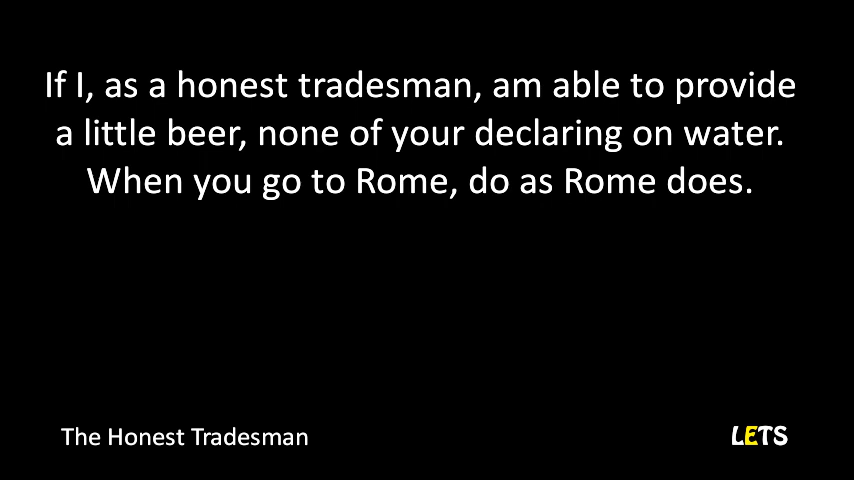 If I, as a honest tradesman, am able to provide
a little beer, none of your declaring on water.
When you go to Rome, do as Rome does.
The Honest Tradesman
LETS